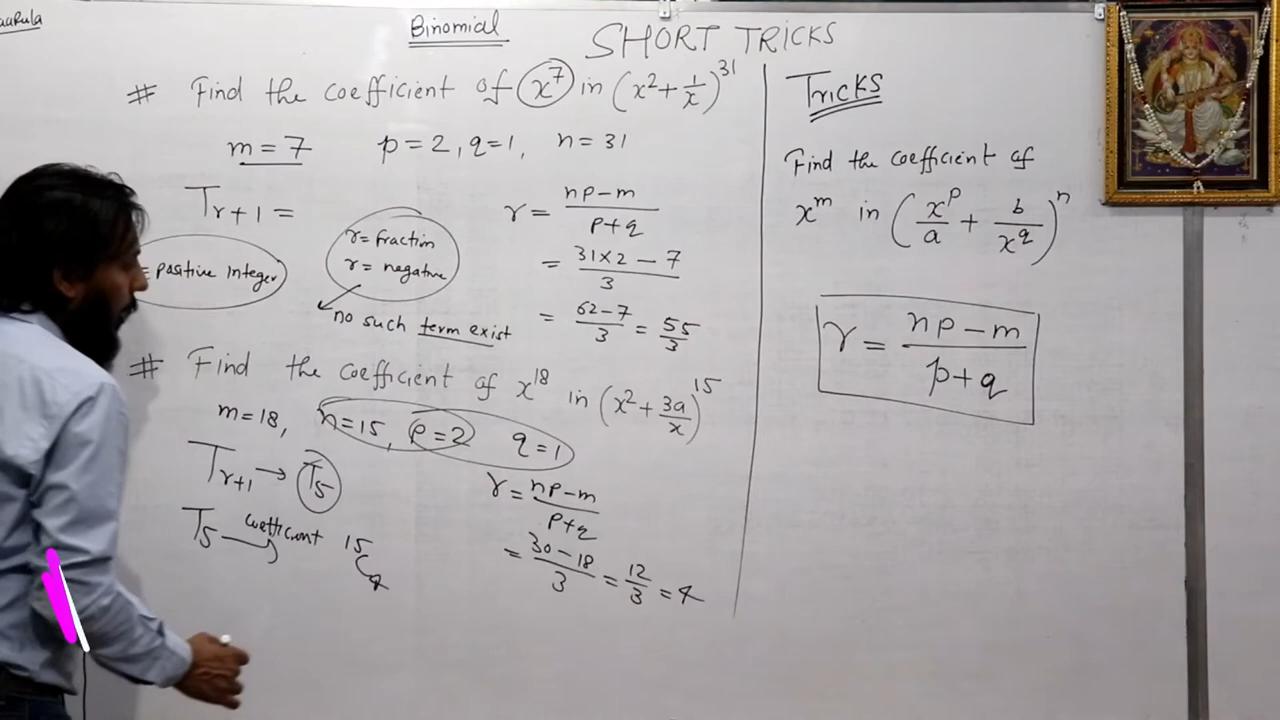 Binomial
SHORT TRICKS
# Find the coefficient of x^7 in (x^2 + 1/x)^31
m = 7 p = 2, q = 1, n = 31
T_{r+1} =
= positive integer
r = fraction
r = negative
no such term exist
r = (np - m)/(p + q)
= (31 × 2 - 7)/3
= (62 - 7)/3 = 55/3
# Find the coefficient of x^18 in (x^2 + 3a/x)^15
m = 18, n = 15, p = 2 q = 1
T_{r+1} → T_5
T_5 → coefficient 15_C_4
r = (np - m)/(p + q)
= (30 - 18)/3 = 12/3 = 4
Tricks
Find the coefficient of
x^m in (x^p/a + b/x^q)^n
r = (np - m)/(p + q)